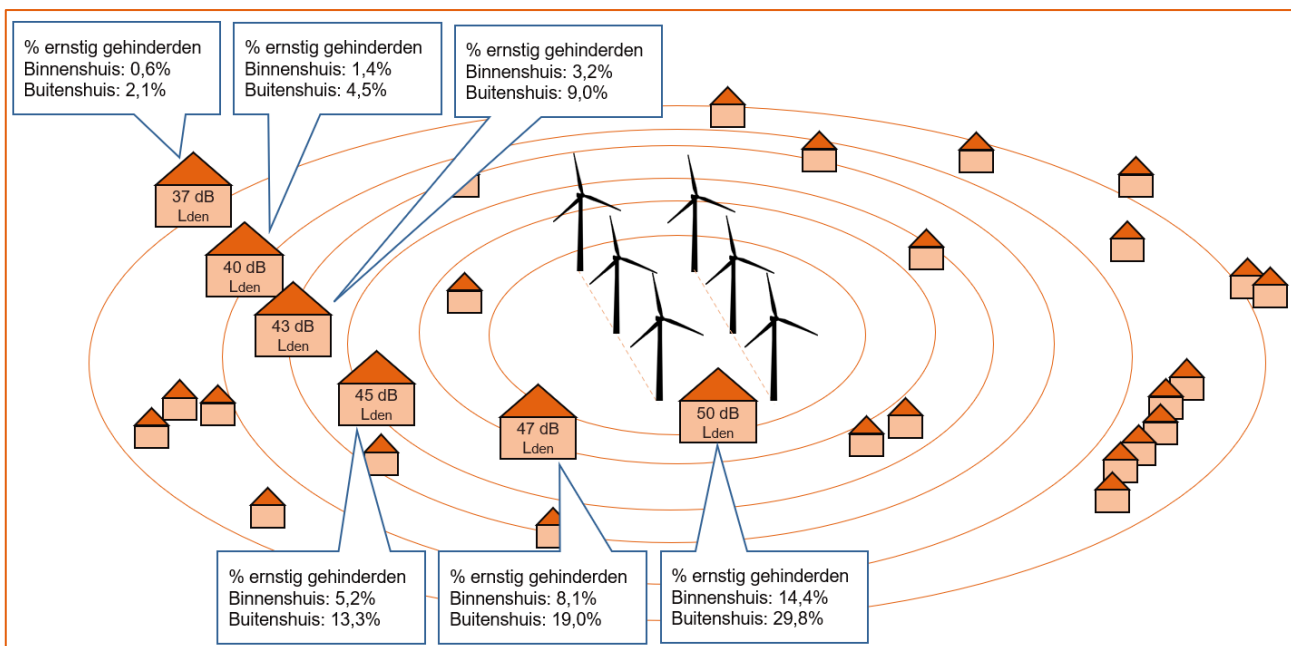 % ernstig gehinderden
Binnenshuis: 0,6%
Buitenshuis: 2,1%
% ernstig gehinderden
Binnenshuis: 1,4%
Buitenshuis: 4,5%
% ernstig gehinderden
Binnenshuis: 3,2%
Buitenshuis: 9,0%
37 dB
Lden
40 dB
Lden
43 dB
Lden
45 dB
Lden
47 dB
Lden
50 dB
Lden
% ernstig gehinderden
Binnenshuis: 5,2%
Buitenshuis: 13,3%
% ernstig gehinderden
Binnenshuis: 8,1%
Buitenshuis: 19,0%
% ernstig gehinderden
Binnenshuis: 14,4%
Buitenshuis: 29,8%